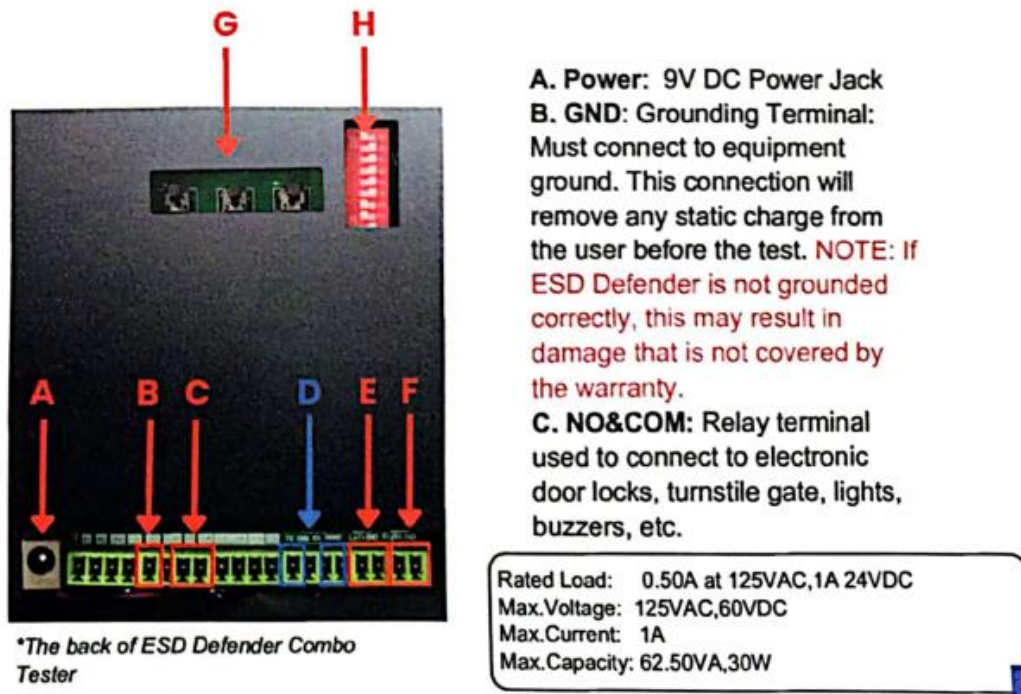 G H
A. Power: 9V DC Power Jack
B. GND: Grounding Terminal:
Must connect to equipment
ground. This connection will
remove any static charge from
the user before the test. NOTE: If
ESD Defender is not grounded
correctly, this may result in
damage that is not covered by
the warranty.
C. NO&COM: Relay terminal
used to connect to electronic
door locks, turnstile gate, lights,
buzzers, etc.
A B C D E F
*The back of ESD Defender Combo
Tester
Rated Load: 0.50A at 125VAC,1A 24VDC
Max.Voltage: 125VAC,60VDC
Max.Current: 1A
Max.Capacity: 62.50VA,30W